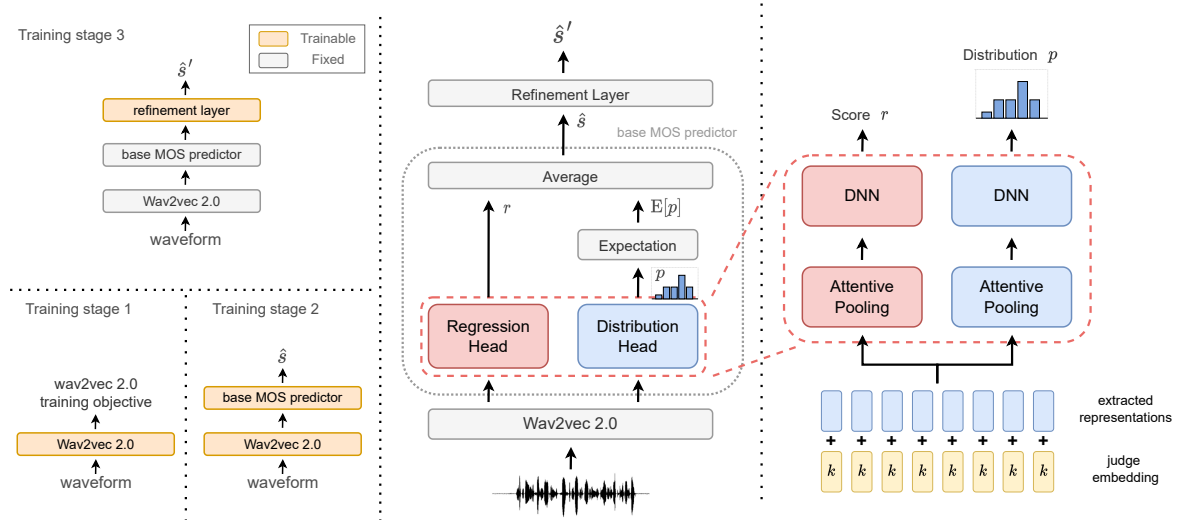 Training stage 3
Trainable
Fixed
ŝ′
refinement layer
base MOS predictor
Wav2vec 2.0
waveform
Training stage 1
wav2vec 2.0
training objective
Wav2vec 2.0
waveform
Training stage 2
ŝ
base MOS predictor
Wav2vec 2.0
waveform
ŝ′
Refinement Layer
ŝ
base MOS predictor
Average
r
E[p]
Expectation
p
Regression
Head
Distribution
Head
Wav2vec 2.0
Distribution p
Score r
DNN
DNN
Attentive
Pooling
Attentive
Pooling
extracted
representations
+ + + + + + + +
judge
embedding
k k k k k k k k